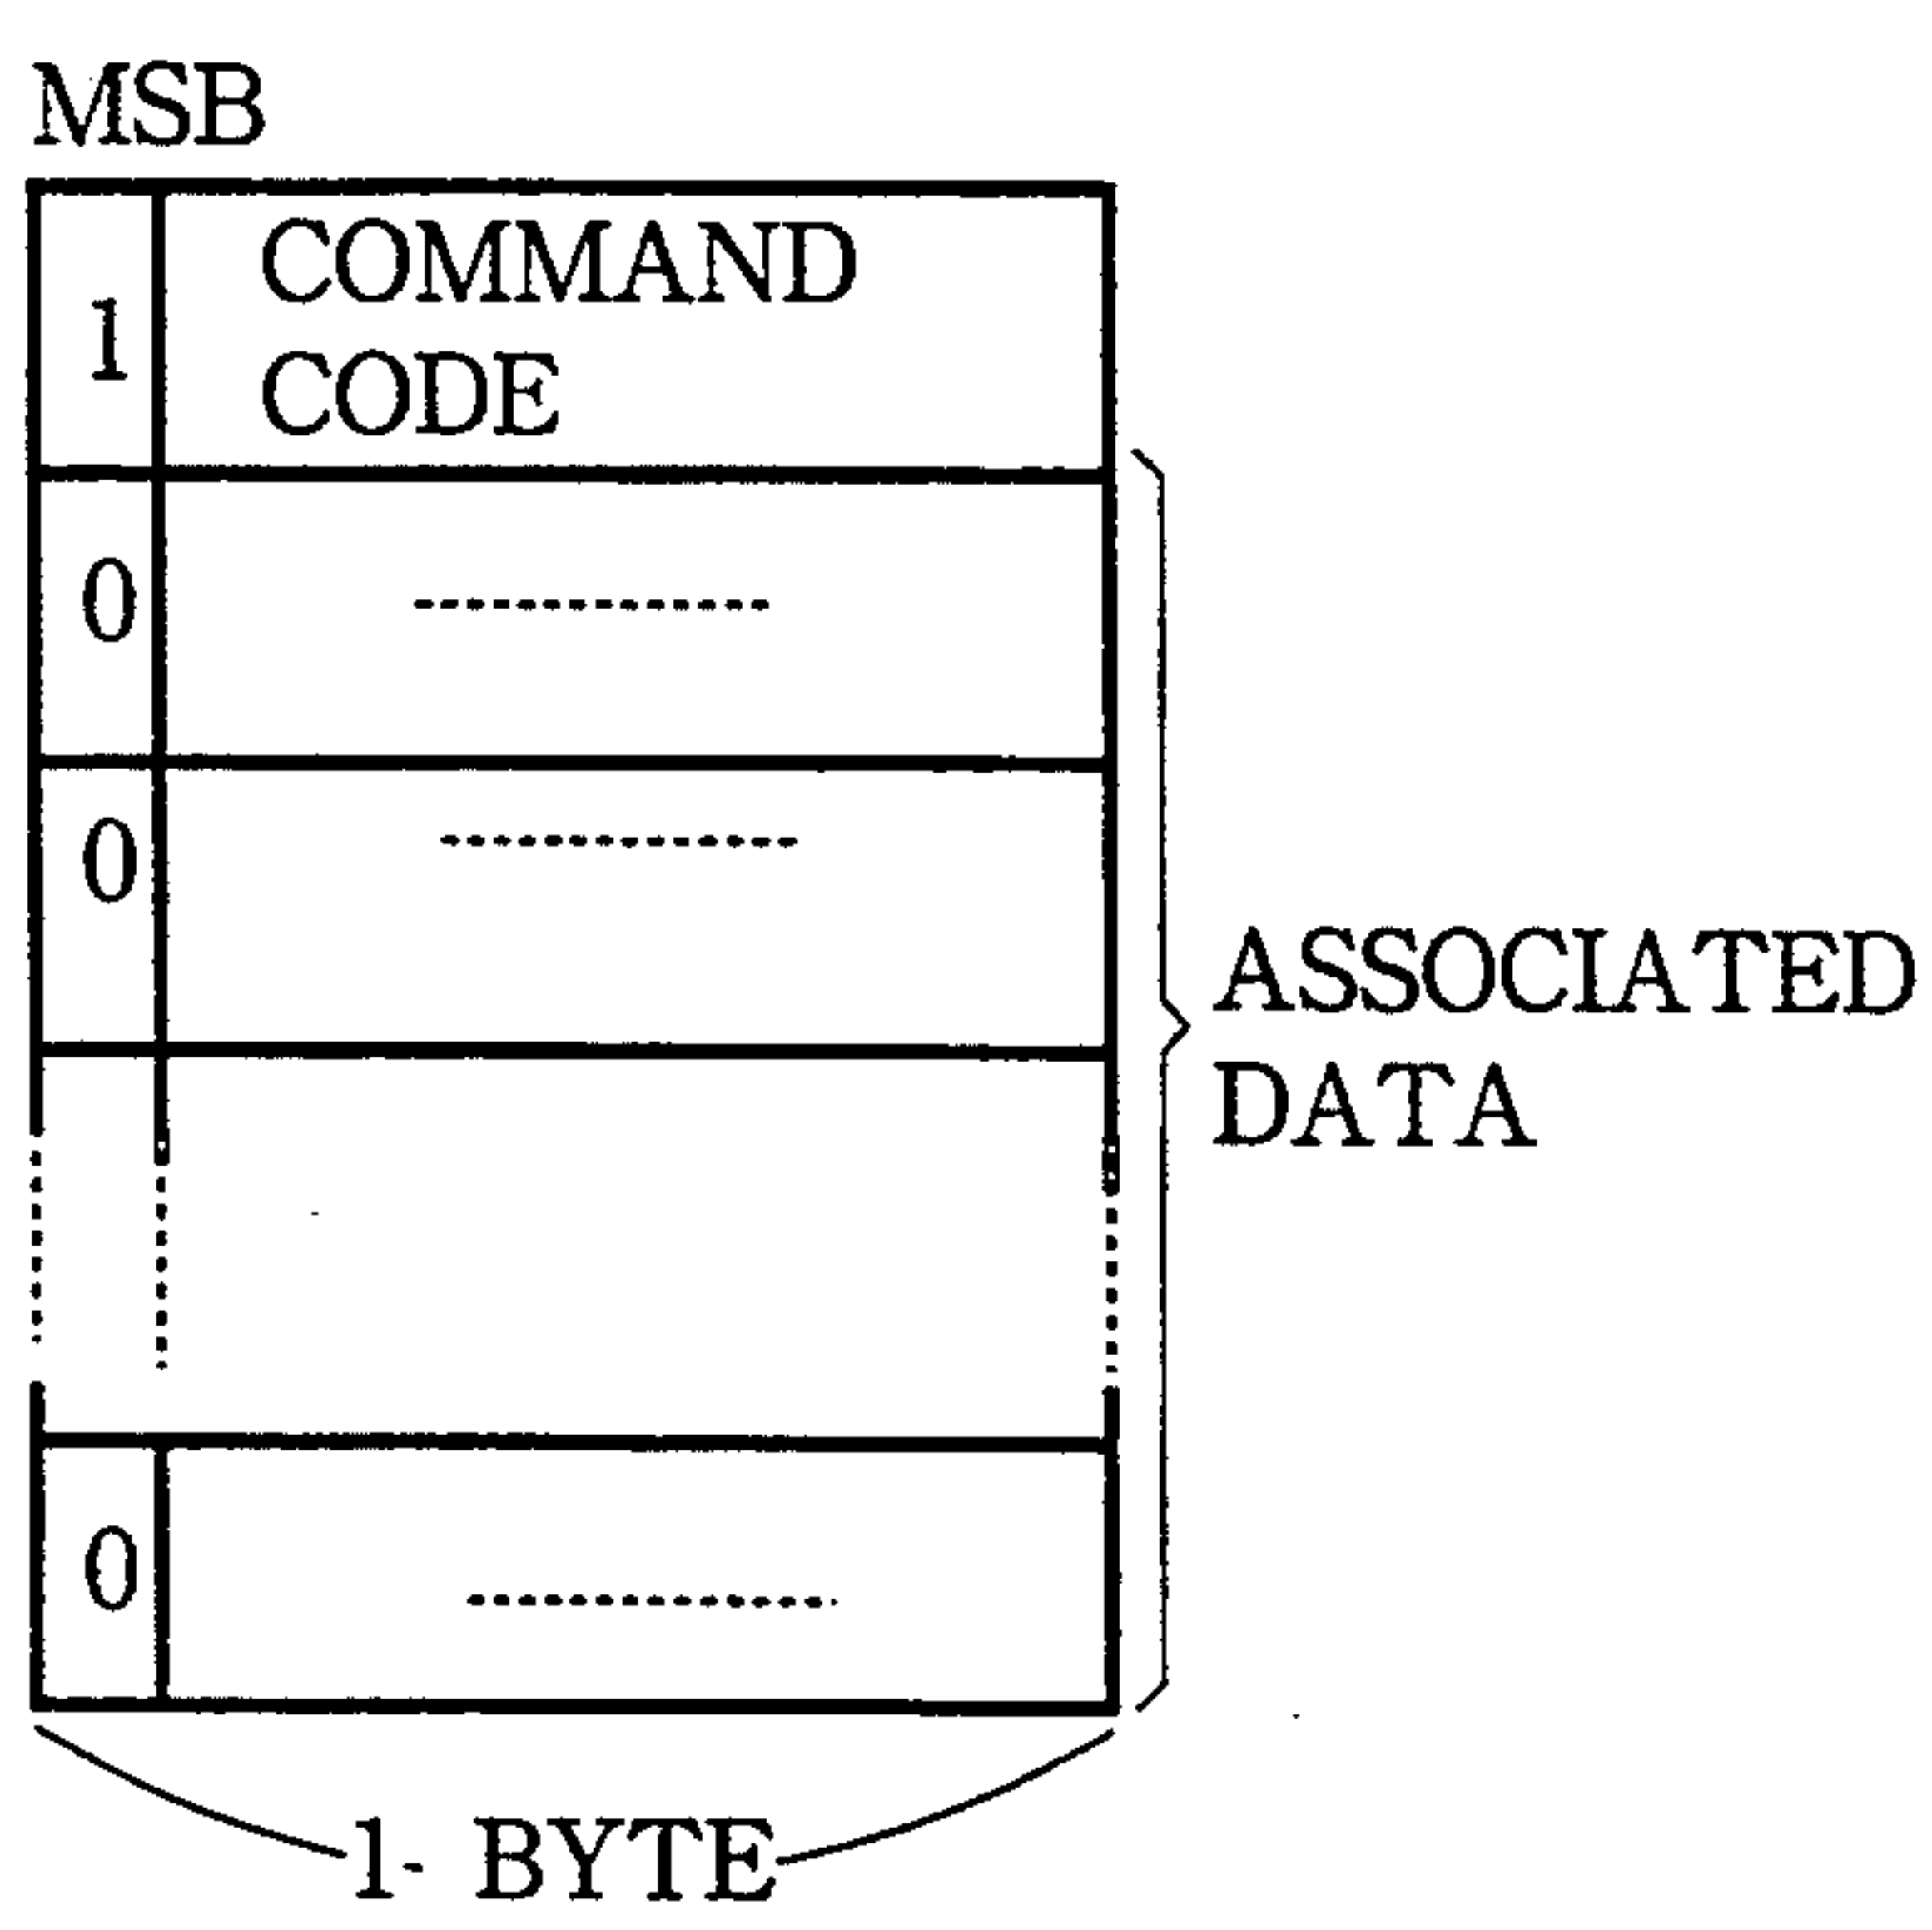 MSB
1 COMMAND
CODE
0
0
ASSOCIATED
DATA
0
1- BYTE